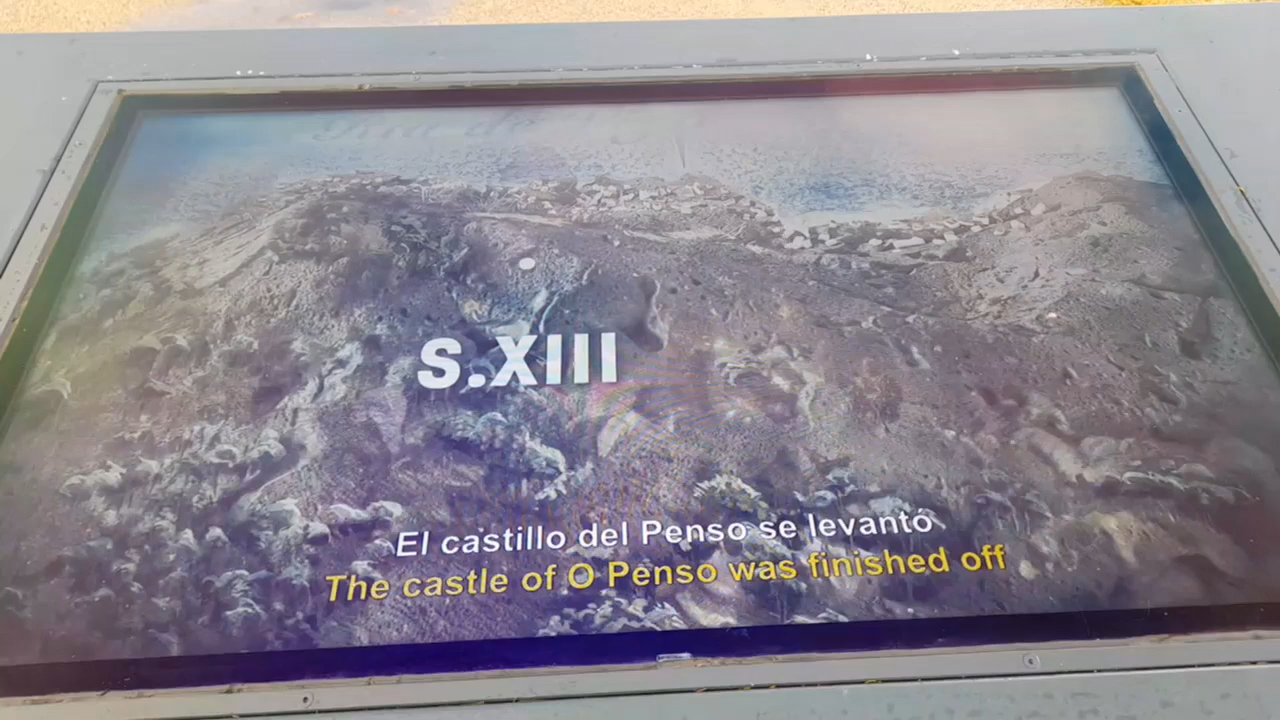 S.XIII
El castillo del Penso se levantó
The castle of O Penso was finished off